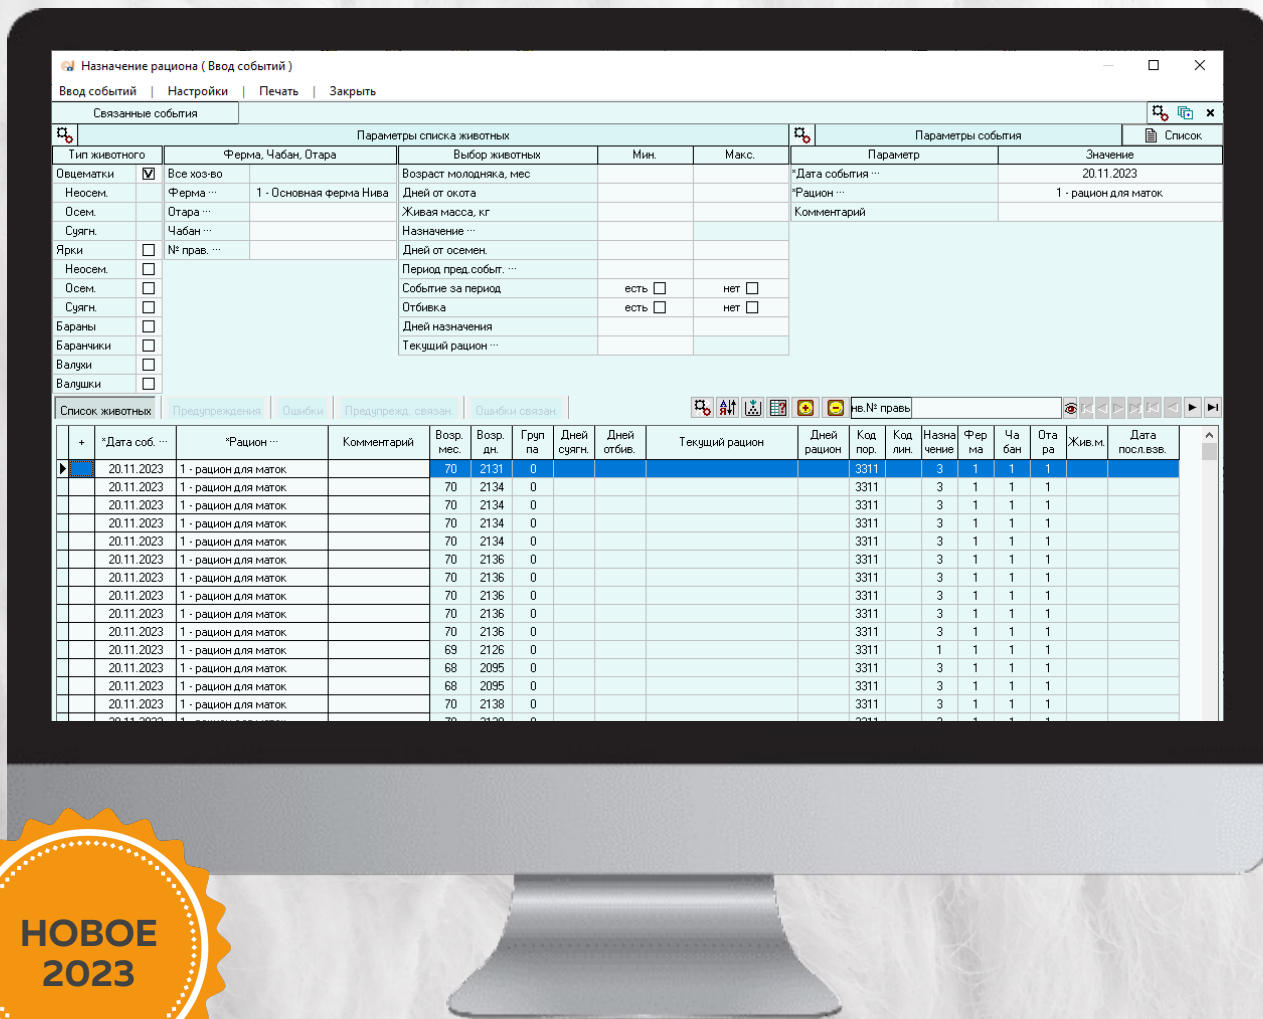 Назначение рациона ( Ввод событий )
Ввод событий | Настройки | Печать | Закрыть
Связанные события
Параметры списка животных Параметры события Список
Тип животного Ферма, Чабан, Отара Выбор животных Мин. Макс. Параметр Значение
Овцематки Все хоз-во Возраст молодняка, мес *Дата события ... 20.11.2023
Неосем. Ферма ... 1 - Основная ферма Нива Дней от окота *Рацион ... 1 - рацион для маток
Осем. Отара ... Живая масса, кг Комментарий
Суягн. Чабан ... Назначение ...
Ярки № прав. ... Дней от осемен.
Неосем. Период пред.событ. ...
Осем. Событие за период есть нет
Суягн. Отбивка есть нет
Бараны Дней назначения
Баранчики Текущий рацион ...
Валухи
Валушки
Список животных Предупреждения Ошибки Предупрежд. связан. Ошибки связан. нв.№ правь
+ *Дата соб. ... *Рацион ... Комментарий Возр. мес. Возр. дн. Груп па Дней суягн. Дней отбив. Текущий рацион Дней рацион Код пор. Код лин. Назна чение Фер ма Ча бан Ота ра Жив.м. Дата посл.взв.
20.11.2023 1 - рацион для маток 70 2131 0 3311 3 1 1 1
20.11.2023 1 - рацион для маток 70 2134 0 3311 3 1 1 1
20.11.2023 1 - рацион для маток 70 2134 0 3311 3 1 1 1
20.11.2023 1 - рацион для маток 70 2134 0 3311 3 1 1 1
20.11.2023 1 - рацион для маток 70 2134 0 3311 3 1 1 1
20.11.2023 1 - рацион для маток 70 2136 0 3311 3 1 1 1
20.11.2023 1 - рацион для маток 70 2136 0 3311 3 1 1 1
20.11.2023 1 - рацион для маток 70 2136 0 3311 3 1 1 1
20.11.2023 1 - рацион для маток 70 2136 0 3311 3 1 1 1
20.11.2023 1 - рацион для маток 70 2136 0 3311 3 1 1 1
20.11.2023 1 - рацион для маток 69 2126 0 3311 1 1 1 1
20.11.2023 1 - рацион для маток 68 2095 0 3311 3 1 1 1
20.11.2023 1 - рацион для маток 68 2095 0 3311 3 1 1 1
20.11.2023 1 - рацион для маток 70 2138 0 3311 3 1 1 1
НОВОЕ
2023